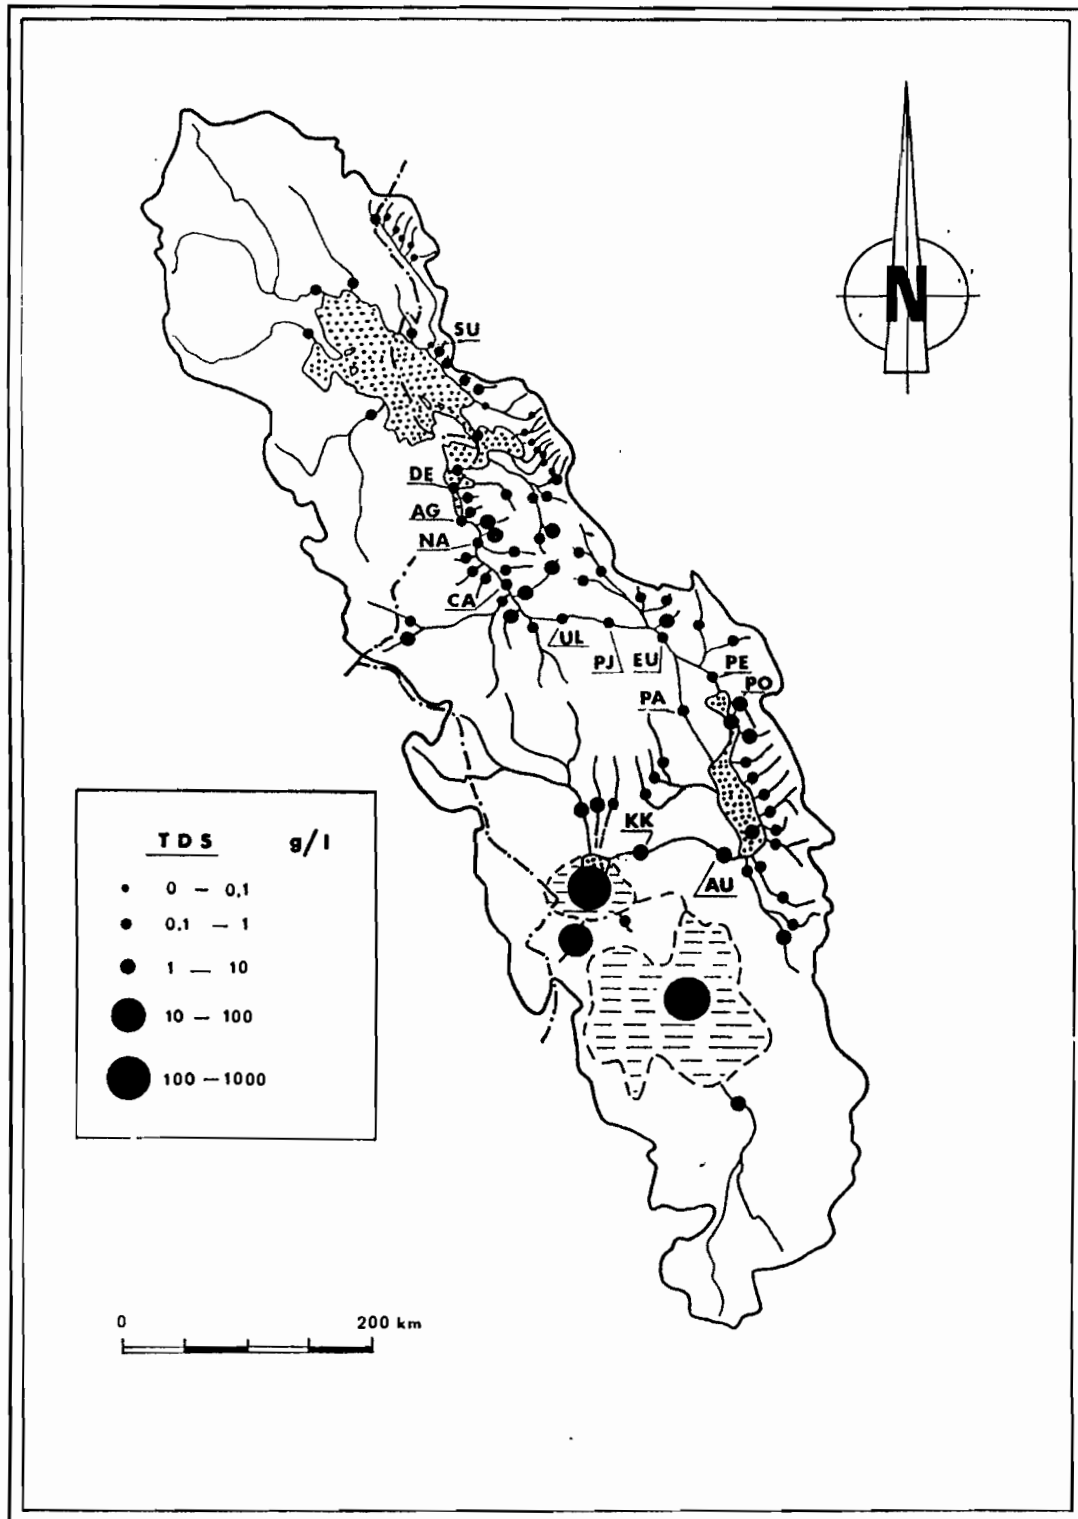 N
SU
DE
AG
NA
CA
UL
PJ
EU
PE
PO
PA
KK
AU
TDS g/l
0 – 0,1
0,1 – 1
1 — 10
10 – 100
100 —1000
0 200 km